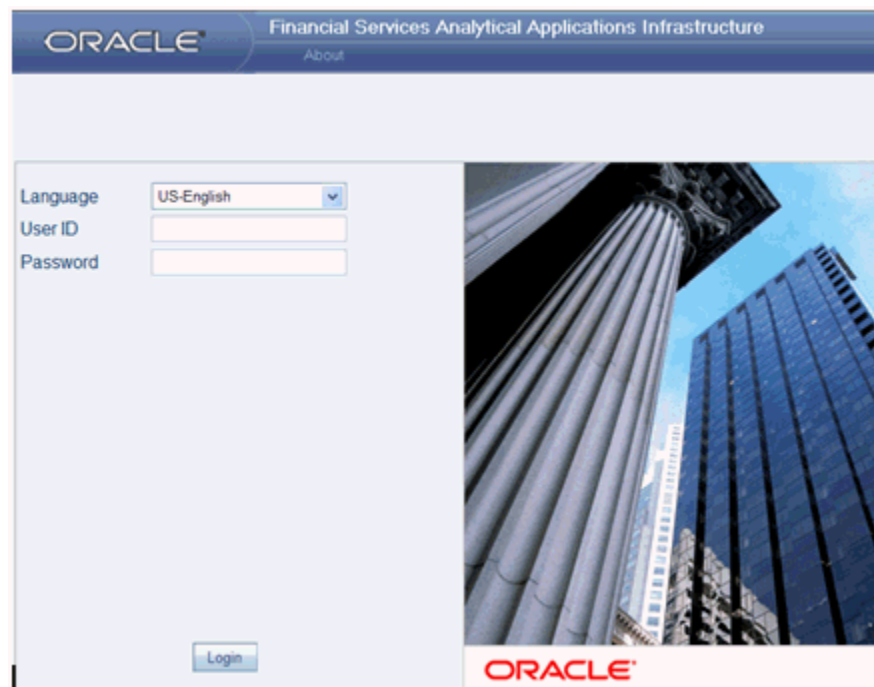 ORACLE
Financial Services Analytical Applications Infrastructure
About
Language US-English
User ID
Password
Login
ORACLE